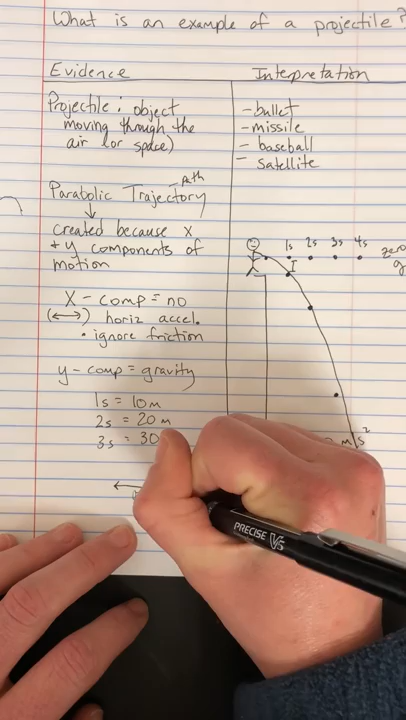 What is an example of a projectile?
Evidence
Interpretation
Projectile: object
moving through the
air (or space)
-bullet
-missile
- baseball
- satellite
Path
Parabolic Trajectory
created because x
+ y components of
motion
X - comp = no
(↔) horiz accel.
• ignore friction
y - comp = gravity
1s = 10m
2s = 20m
3s = 30
1s 2s 3s 4s
zero
g
I
m/s²
PRECISE V5